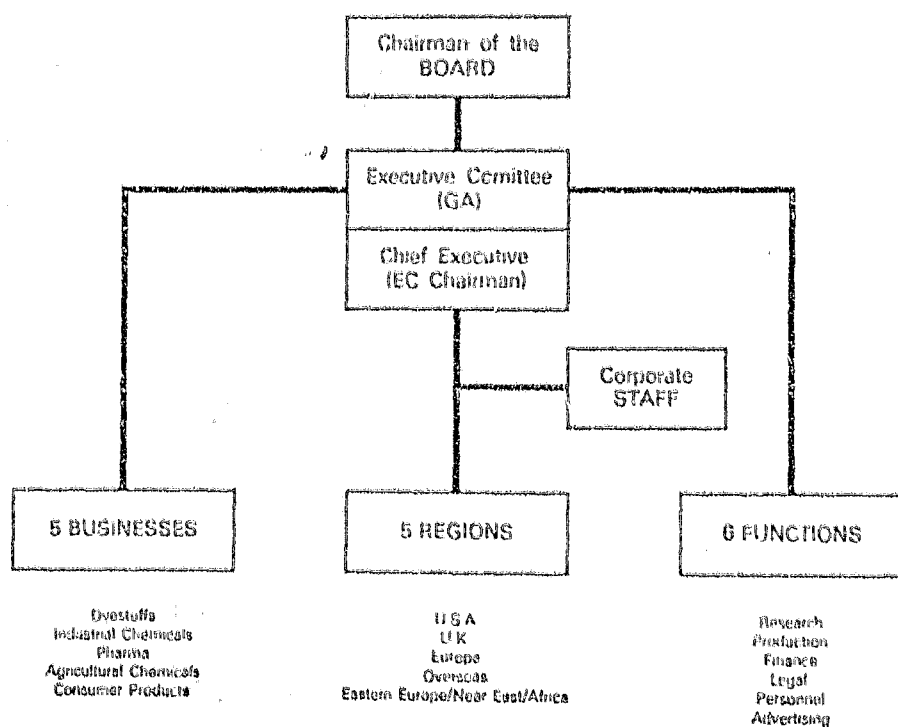 Chairman of the
BOARD
Executive Comittee
(GA)
Chief Executive
(EC Chairman)
Corporate
STAFF
5 BUSINESSES
5 REGIONS
6 FUNCTIONS
Dyestuffs
Industrial Chemicals
Pharma
Agricultural Chemicals
Consumer Products
USA
UK
Europe
Overseas
Eastern Europe/Near East/Africa
Research
Production
Finance
Legal
Personnel
Advertising